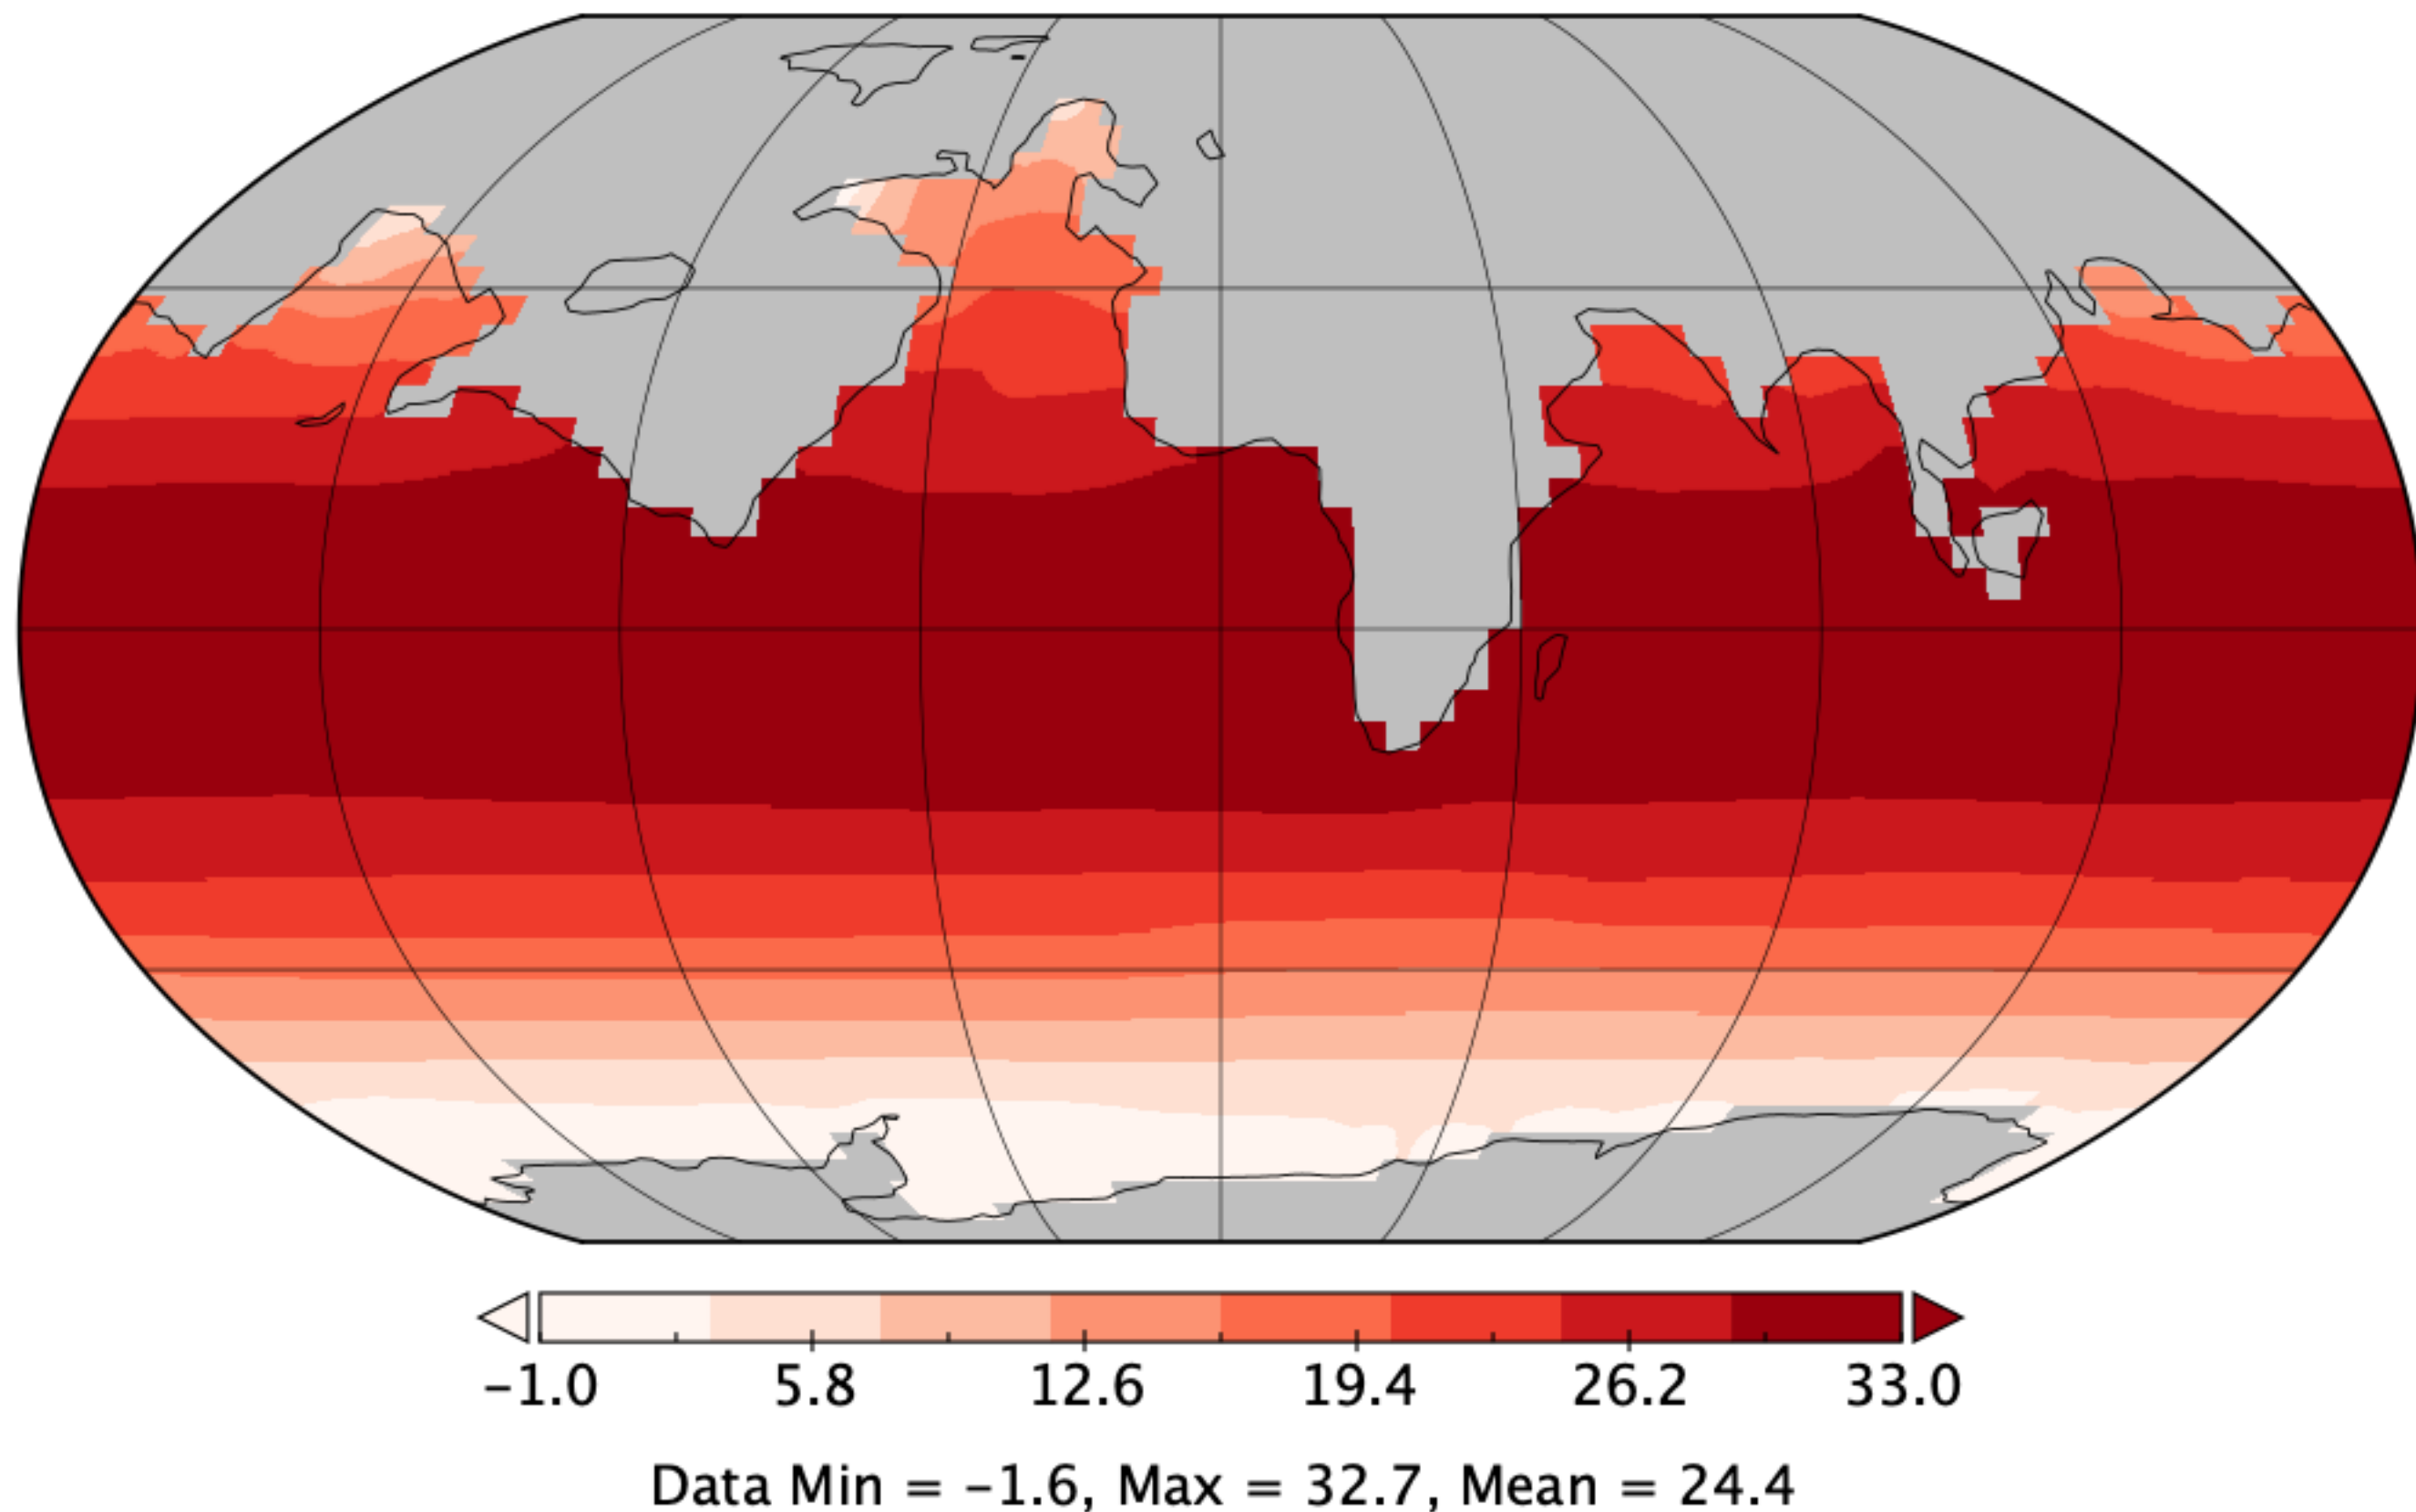 −1.0 5.8 12.6 19.4 26.2 33.0
Data Min = −1.6, Max = 32.7, Mean = 24.4